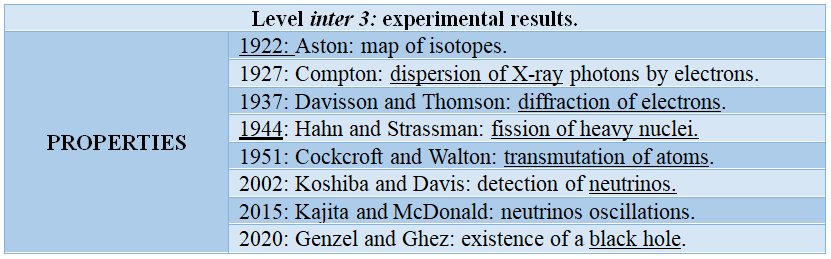 Level inter 3: experimental results.
PROPERTIES
1922: Aston: map of isotopes.
1927: Compton: dispersion of X-ray photons by electrons.
1937: Davisson and Thomson: diffraction of electrons.
1944: Hahn and Strassman: fission of heavy nuclei.
1951: Cockcroft and Walton: transmutation of atoms.
2002: Koshiba and Davis: detection of neutrinos.
2015: Kajita and McDonald: neutrinos oscillations.
2020: Genzel and Ghez: existence of a black hole.